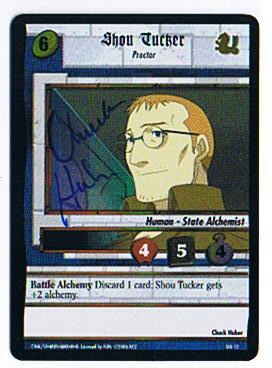 6
Shou Tucker
Proctor
Human - State Alchemist
4 5 4
Battle Alchemy Discard 1 card: Shou Tucker gets
+2 alchemy.
Chuck Huber